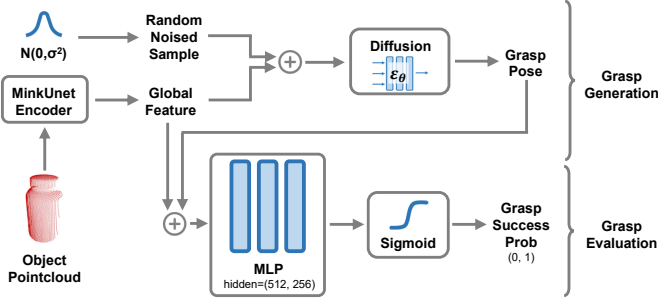 N(0,σ²)
Random
Noised
Sample
Diffusion
ε_θ
Grasp
Pose
Grasp
Generation
MinkUnet
Encoder
Global
Feature
Object
Pointcloud
MLP
hidden=(512, 256)
Sigmoid
Grasp
Success
Prob
(0, 1)
Grasp
Evaluation